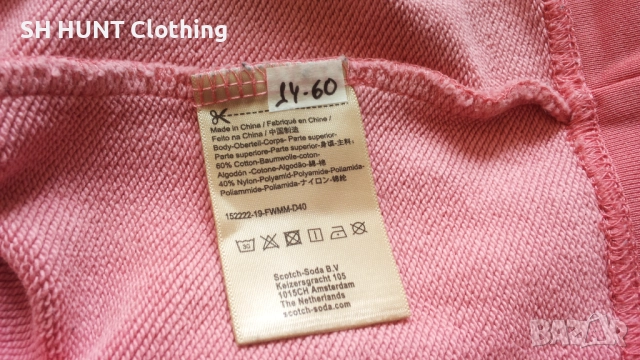 SH HUNT Clothing
14-60
Made in China / Fabriqué en Chine /
Feito na China / 中国制造
Body-Oberteil-Corps- Parte superior-
Parte superiore-Parte superior-身頃-主料/
60% Cotton-Baumwolle-coton-
Algodón -Cotone-Algodão -綿-棉
40% Nylon-Polyamid-Polyamide-Poliamida-
Poliammide-Poliamida-ナイロン-锦纶
152222-19-FWMM-D40
30
Scotch-Soda B.V
Keizersgracht 105
1015CH Amsterdam
The Netherlands
scotch-soda.com
BAZAR